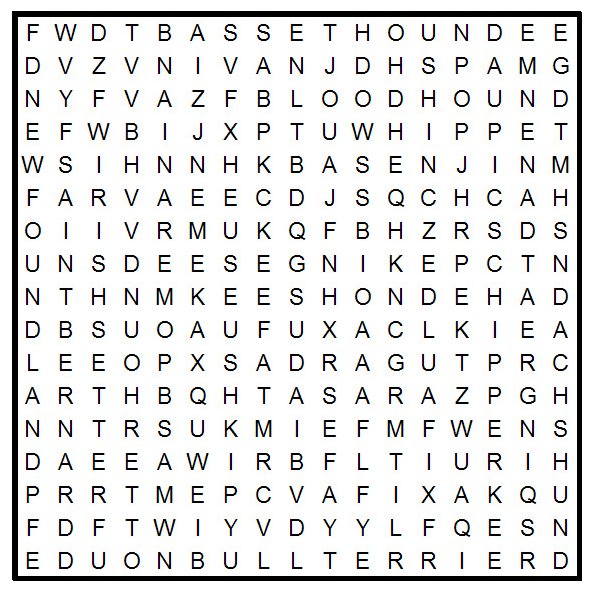 F W D T B A S S E T H O U N D E E
D V Z V N I V A N J D H S P A M G
N Y F V A Z F B L O O D H O U N D
E F W B I J X P T U W H I P P E T
W S I H N N H K B A S E N J I N M
F A R V A E E C D J S Q C H C A H
O I I V R M U K Q F B H Z R S D S
U N S D E E S E G N I K E P C T N
N T H N M K E E S H O N D E H A D
D B S U O A U F U X A C L K I E A
L E E O P X S A D R A G U T P R C
A R T H B Q H T A S A R A Z P G H
N N T R S U K M I E F M F W E N S
D A E E A W I R B F L T I U R I H
P R R T M E P C V A F I X A K Q U
F D F T W I Y V D Y Y L F Q E S N
E D U O N B U L L T E R R I E R D